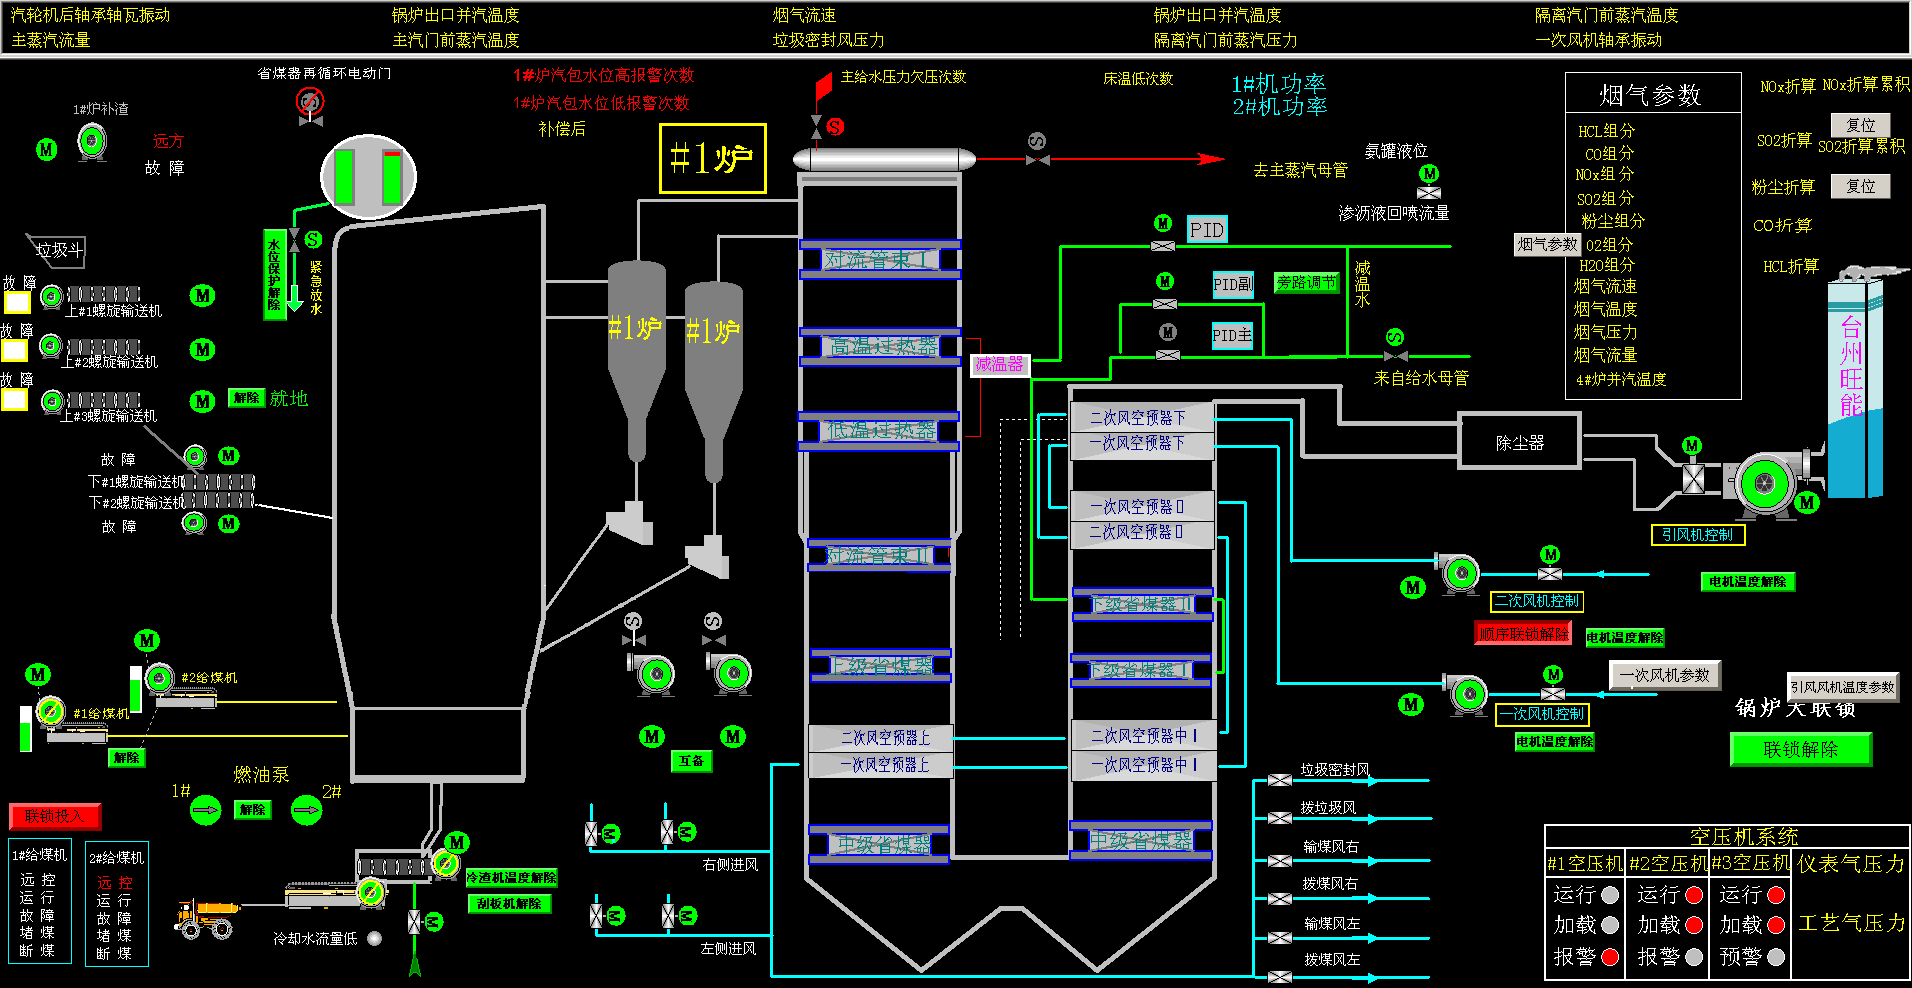 汽轮机后轴承轴瓦振动
锅炉出口并汽温度
烟气流速
锅炉出口并汽温度
隔离汽门前蒸汽温度
主蒸汽流量
主汽门前蒸汽温度
垃圾密封风压力
隔离汽门前蒸汽压力
一次风机轴承振动
省煤器再循环电动门
1#炉汽包水位高报警次数
1#炉汽包水位低报警次数
补偿后
#1炉
主给水压力欠压次数
床温低次数
1#机功率
2#机功率
1#炉补渣
M
远方
故 障
水位保护解除
S
紧急放水
垃圾斗
故 障
上#1螺旋输送机
M
故 障
上#2螺旋输送机
M
故 障
上#3螺旋输送机
M
解除
就地
故 障
M
下#1螺旋输送机
下#2螺旋输送机
故 障
M
#1炉
#1炉
S
S
去主蒸汽母管
氨罐液位
M
渗沥液回喷流量
对流管束Ⅰ
高温过热器
低温过热器
对流管束Ⅱ
上级省煤器
二次风空预器上
一次风空预器上
中级省煤器
减温器
M
PID
M
PID副
旁路调节
M
PID主
减温水
S
来自给水母管
烟气参数
HCL组分
CO组分
NOx组分
SO2组分
粉尘组分
O2组分
H2O组分
烟气流速
烟气温度
烟气压力
烟气流量
4#炉并汽温度
烟气参数
NOx折算
NOx折算累积
复位
SO2折算
SO2折算累积
粉尘折算
复位
CO折算
HCL折算
台州旺能
二次风空预器下
一次风空预器下
一次风空预器Ⅱ
二次风空预器Ⅱ
下级省煤器Ⅱ
下级省煤器Ⅰ
二次风空预器中Ⅰ
一次风空预器中Ⅰ
中级省煤器
除尘器
M
M
引风机控制
M
M
二次风机控制
电机温度解除
顺序联锁解除
电机温度解除
M
M
一次风机控制
一次风机参数
电机温度解除
引风风机温度参数
锅炉大联锁
联锁解除
M
#2给煤机
M
#1给煤机
解除
燃油泵
1#
解除
2#
联锁投入
1#给煤机
远 控
运 行
故 障
堵 煤
断 煤
2#给煤机
远 控
运 行
故 障
堵 煤
断 煤
M
冷渣机温度解除
刮板机解除
M
冷却水流量低
S
S
M
M
互备
M
M
右侧进风
M
M
左侧进风
垃圾密封风
拨垃圾风
输煤风右
拨煤风右
输煤风左
拨煤风左
空压机系统
#1空压机
#2空压机
#3空压机
仪表气压力
运行
运行
运行
加载
加载
加载
工艺气压力
报警
报警
预警